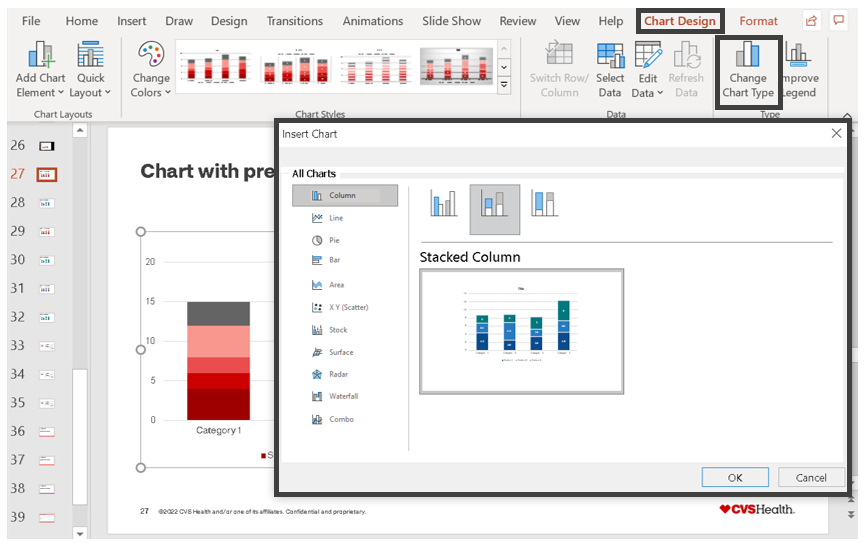 File Home Insert Draw Design Transitions Animations Slide Show Review View Help Chart Design Format
Add Chart Element
Quick Layout
Change Colors
Switch Row/ Column
Select Data
Edit Data
Refresh Data
Change Chart Type
mprove egend
Chart Layouts
Chart Styles
Data
Type
26
27
28
29
30
31
32
33
34
35
36
37
38
39
Chart with pre
20
15
10
5
0
Category 1
S
Insert Chart
All Charts
Column
Line
Pie
Bar
Area
X Y (Scatter)
Stock
Surface
Radar
Waterfall
Combo
Stacked Column
OK Cancel
27 ©2022 CVS Health and/or one of its affiliates. Confidential and proprietary.
CVSHealth.